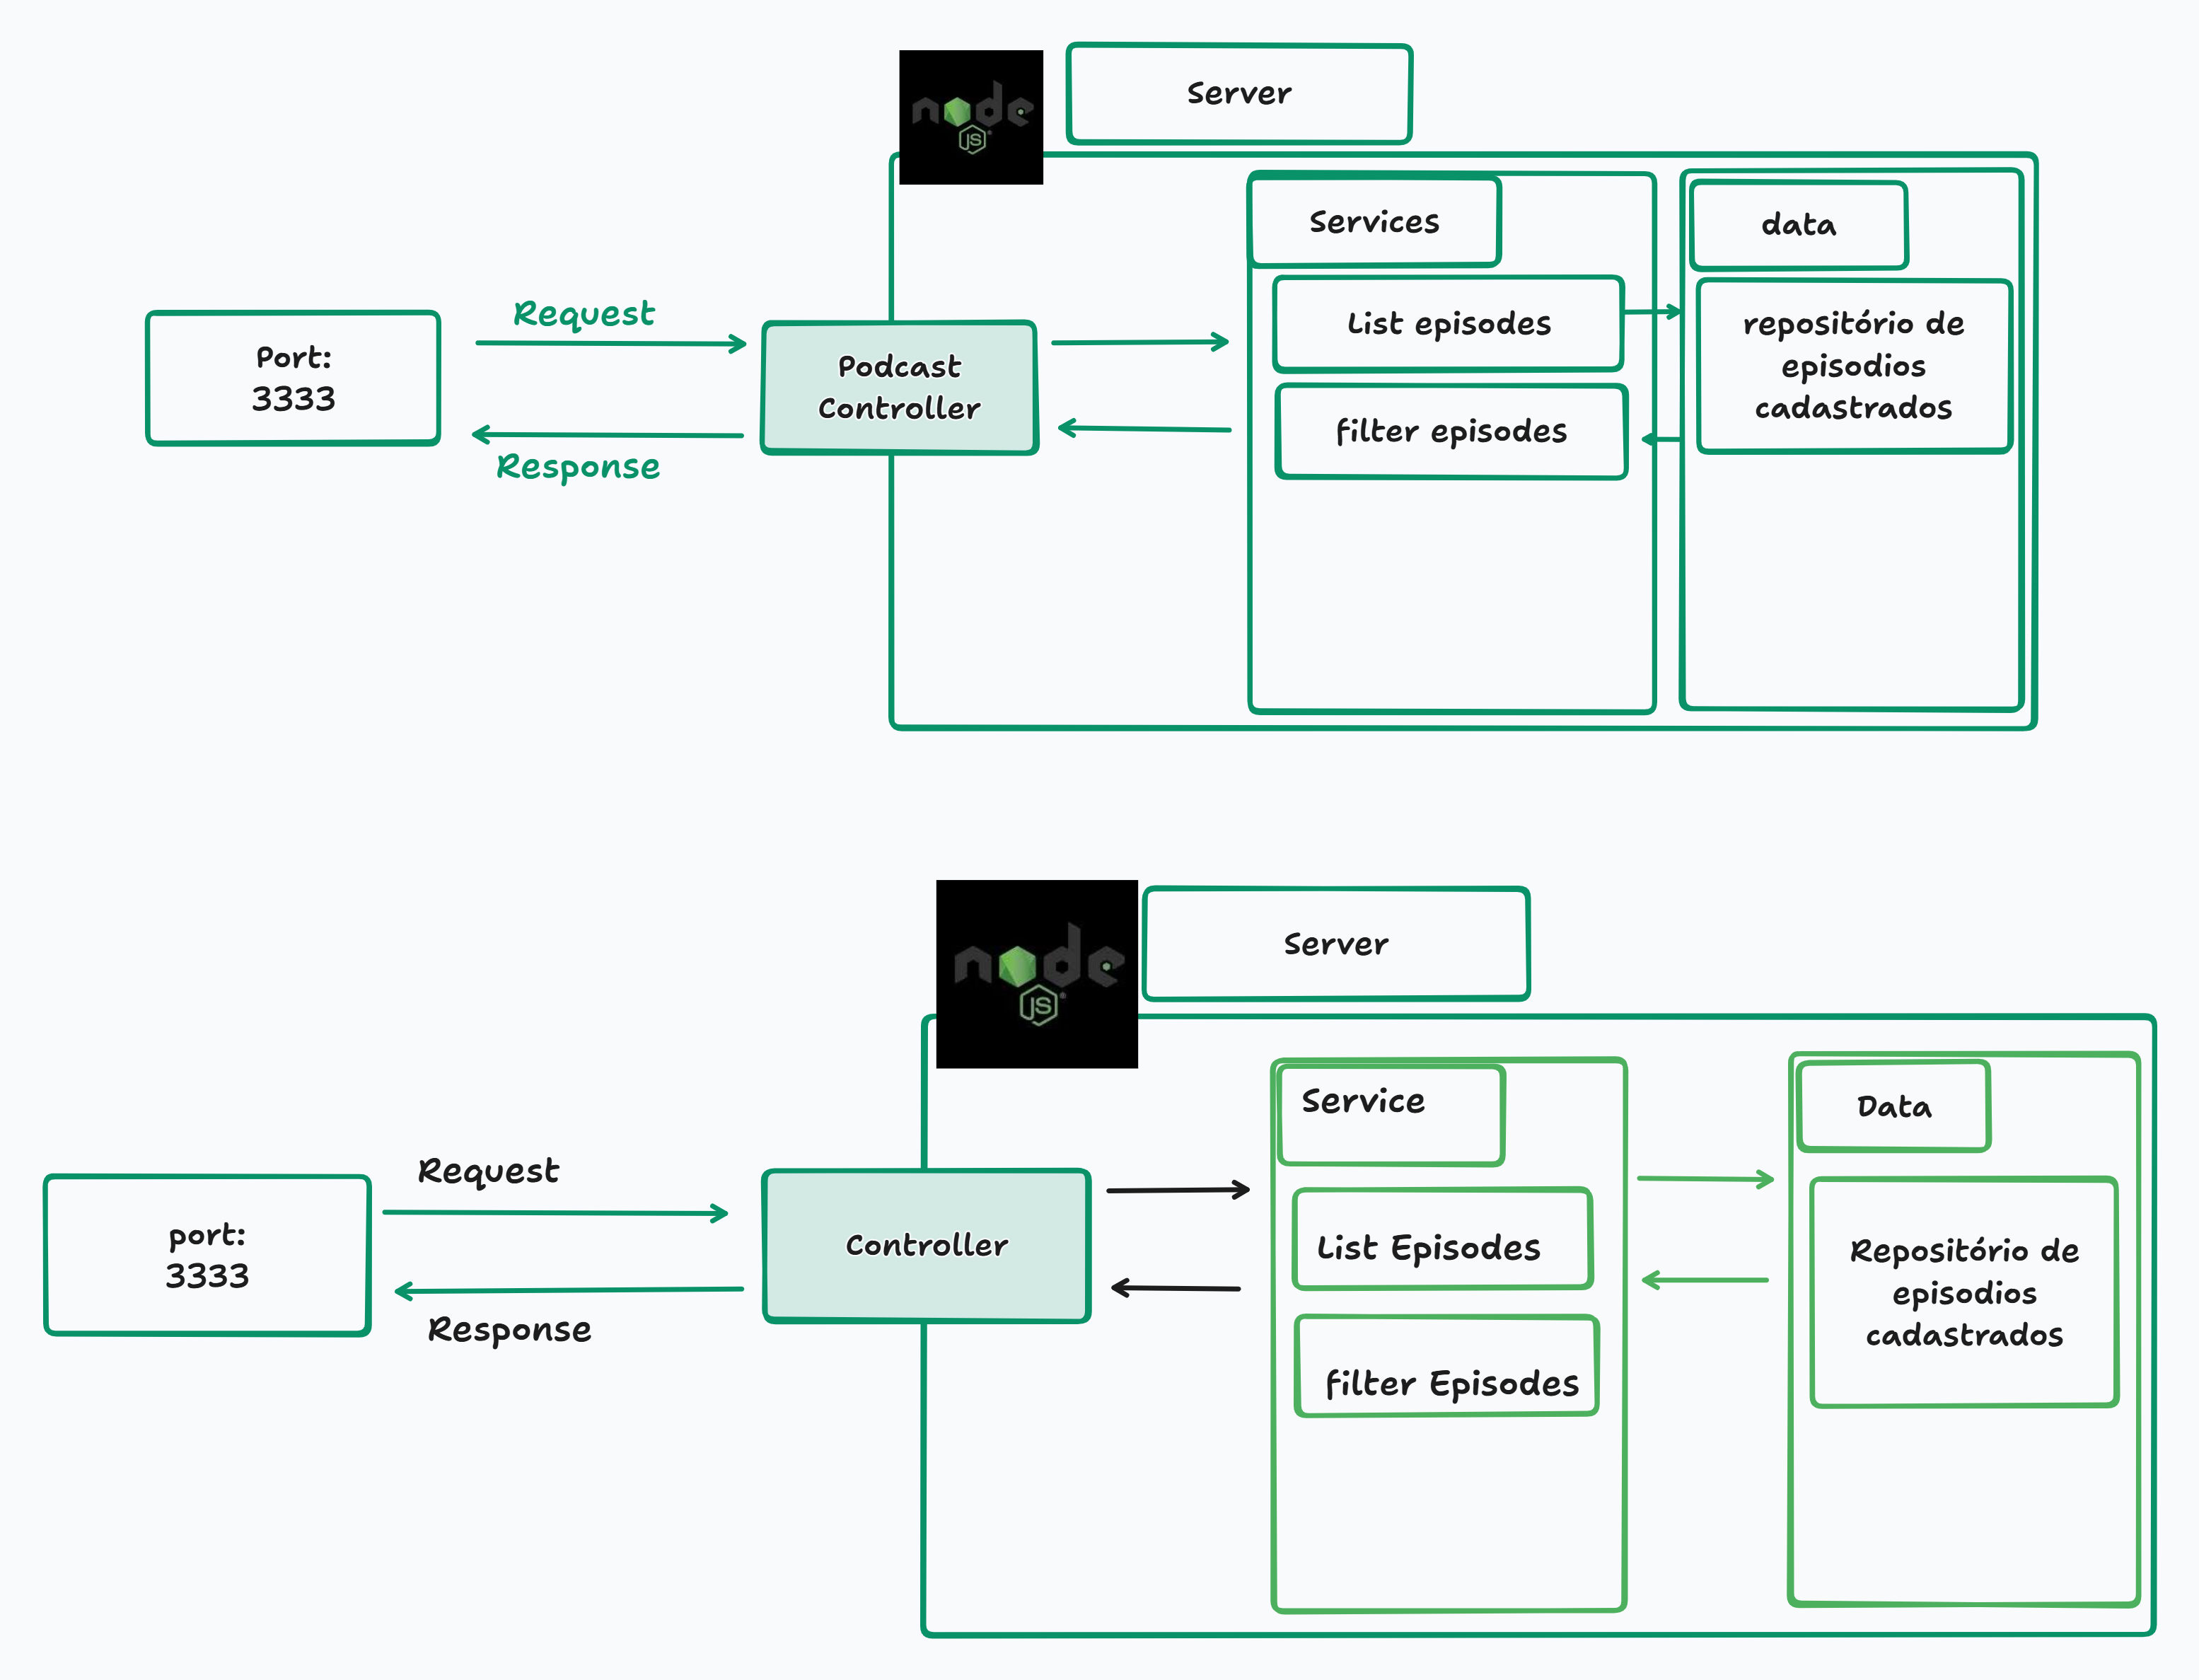 node
JS
Server
Services
data
List episodes
filter episodes
repositório de
episodios
cadastrados
Port:
3333
Request
Response
Podcast
Controller
node
JS
Server
Service
Data
List Episodes
filter Episodes
Repositório de
episodios
cadastrados
port:
3333
Request
Response
Controller